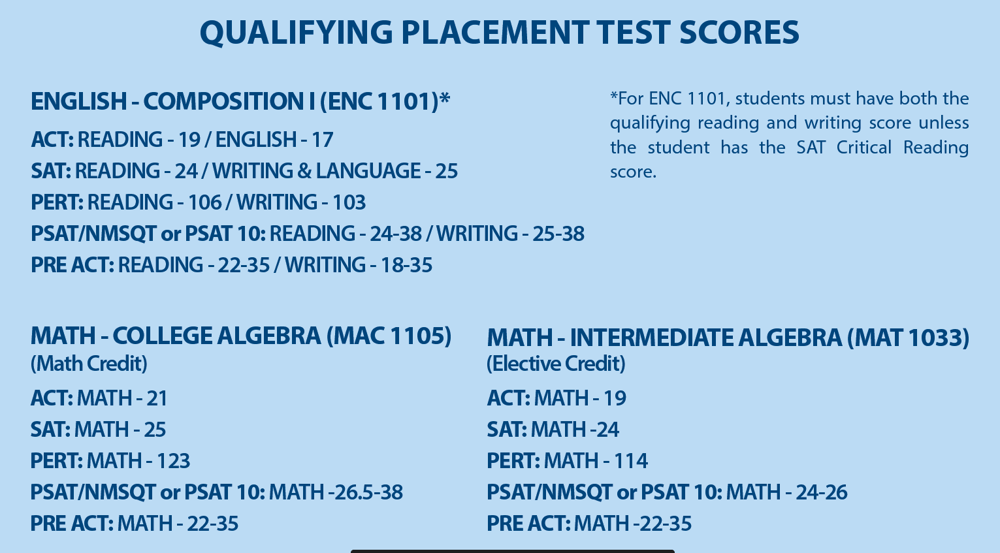 QUALIFYING PLACEMENT TEST SCORES
ENGLISH - COMPOSITION I (ENC 1101)*
ACT: READING - 19 / ENGLISH - 17
SAT: READING - 24 / WRITING & LANGUAGE - 25
PERT: READING - 106 / WRITING - 103
PSAT/NMSQT or PSAT 10: READING - 24-38 / WRITING - 25-38
PRE ACT: READING - 22-35 / WRITING - 18-35
*For ENC 1101, students must have both the
qualifying reading and writing score unless
the student has the SAT Critical Reading
score.
MATH - COLLEGE ALGEBRA (MAC 1105)
(Math Credit)
ACT: MATH - 21
SAT: MATH - 25
PERT: MATH - 123
PSAT/NMSQT or PSAT 10: MATH -26.5-38
PRE ACT: MATH - 22-35
MATH - INTERMEDIATE ALGEBRA (MAT 1033)
(Elective Credit)
ACT: MATH - 19
SAT: MATH -24
PERT: MATH - 114
PSAT/NMSQT or PSAT 10: MATH - 24-26
PRE ACT: MATH -22-35